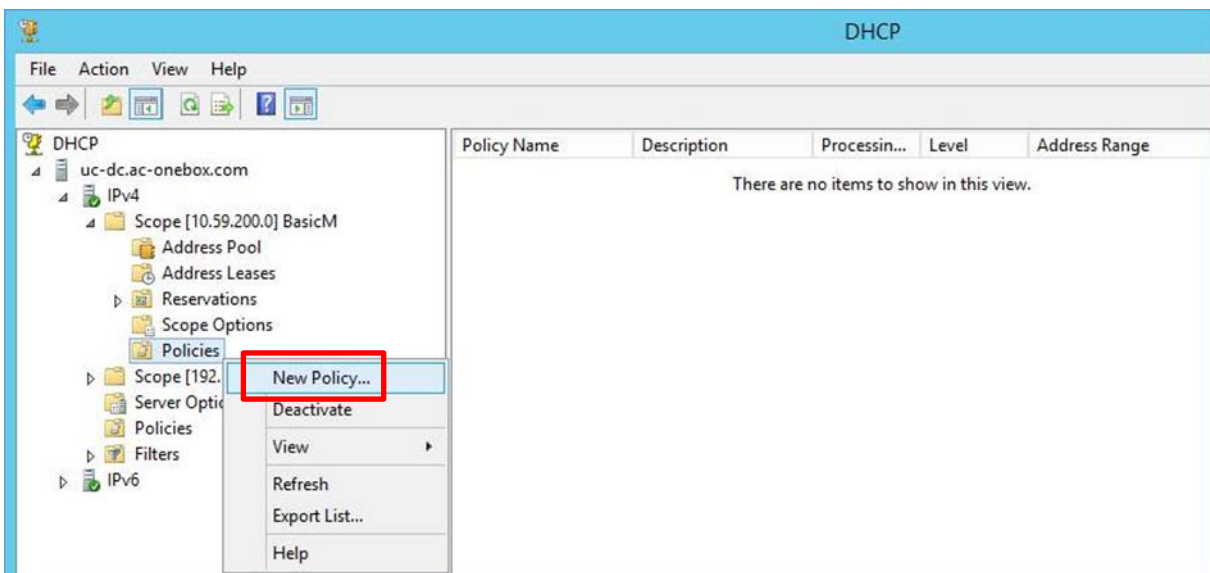 DHCP
File Action View Help
DHCP
uc-dc.ac-onebox.com
IPv4
Scope [10.59.200.0] BasicM
Address Pool
Address Leases
Reservations
Scope Options
Policies
Scope [192.
Server Optio
Policies
Filters
IPv6
New Policy...
Deactivate
View
Refresh
Export List...
Help
Policy Name Description Processin... Level Address Range
There are no items to show in this view.